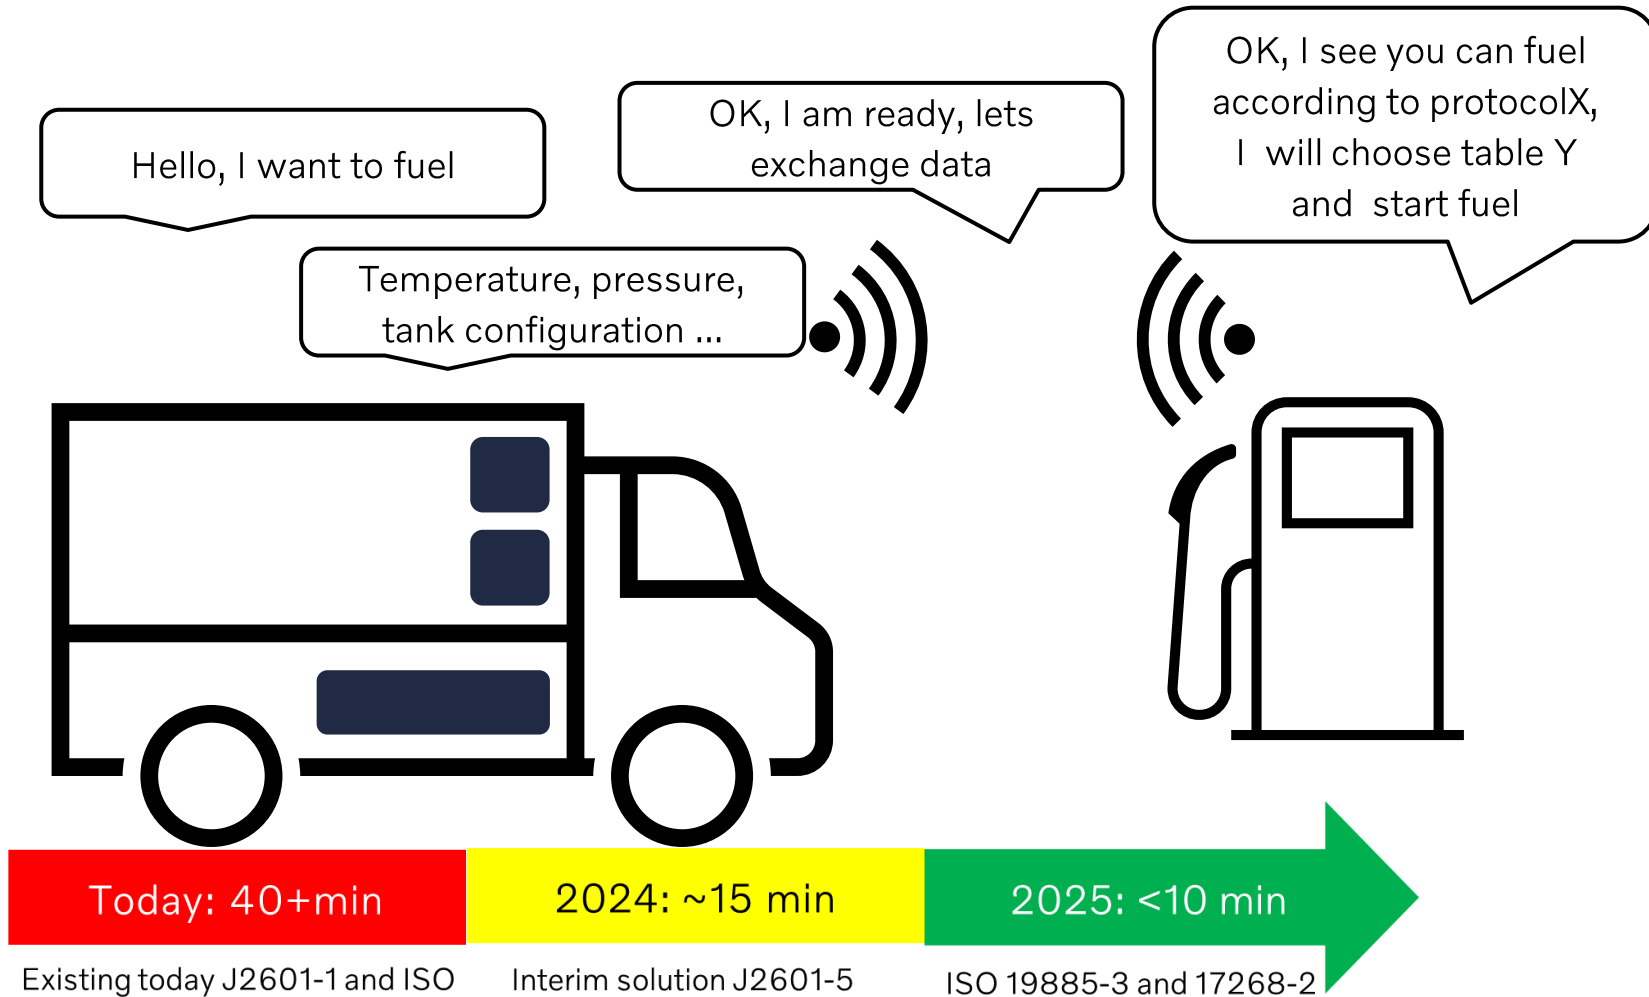 Hello, I want to fuel
Temperature, pressure,
tank configuration ...
OK, I am ready, lets
exchange data
OK, I see you can fuel
according to protocolX,
I will choose table Y
and start fuel
Today: 40+min
2024: ~15 min
2025: <10 min
Existing today J2601-1 and ISO
Interim solution J2601-5
ISO 19885-3 and 17268-2